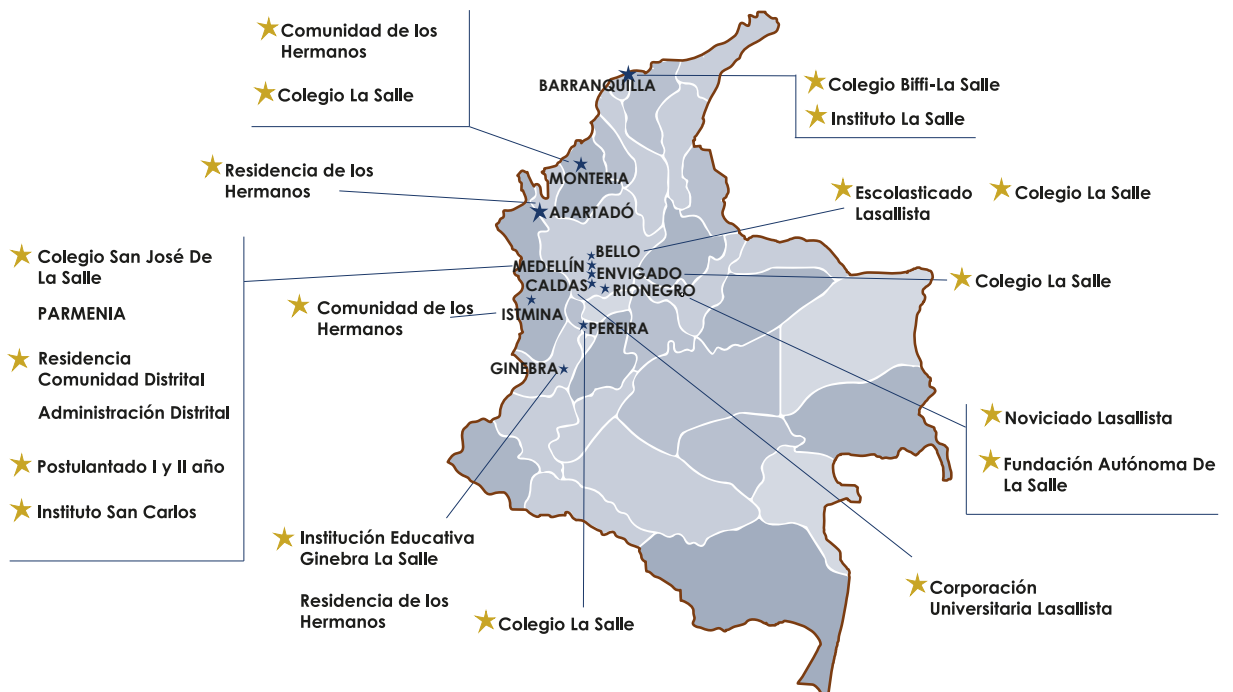 Comunidad de los
Hermanos
Colegio La Salle
BARRANQUILLA
Colegio Biffi-La Salle
Instituto La Salle
Residencia de los
Hermanos
MONTERIA
APARTADÓ
Escolasticado
Lasallista
Colegio La Salle
Colegio San José De
La Salle
PARMENIA
Residencia
Comunidad Distrital
Administración Distrital
Postulantado I y II año
Instituto San Carlos
BELLO
MEDELLÍN
ENVIGADO
CALDAS
RIONEGRO
Colegio La Salle
Comunidad de los
Hermanos
ISTMINA
PEREIRA
GINEBRA
Noviciado Lasallista
Fundación Autónoma De
La Salle
Institución Educativa
Ginebra La Salle
Residencia de los
Hermanos
Colegio La Salle
Corporación
Universitaria Lasallista